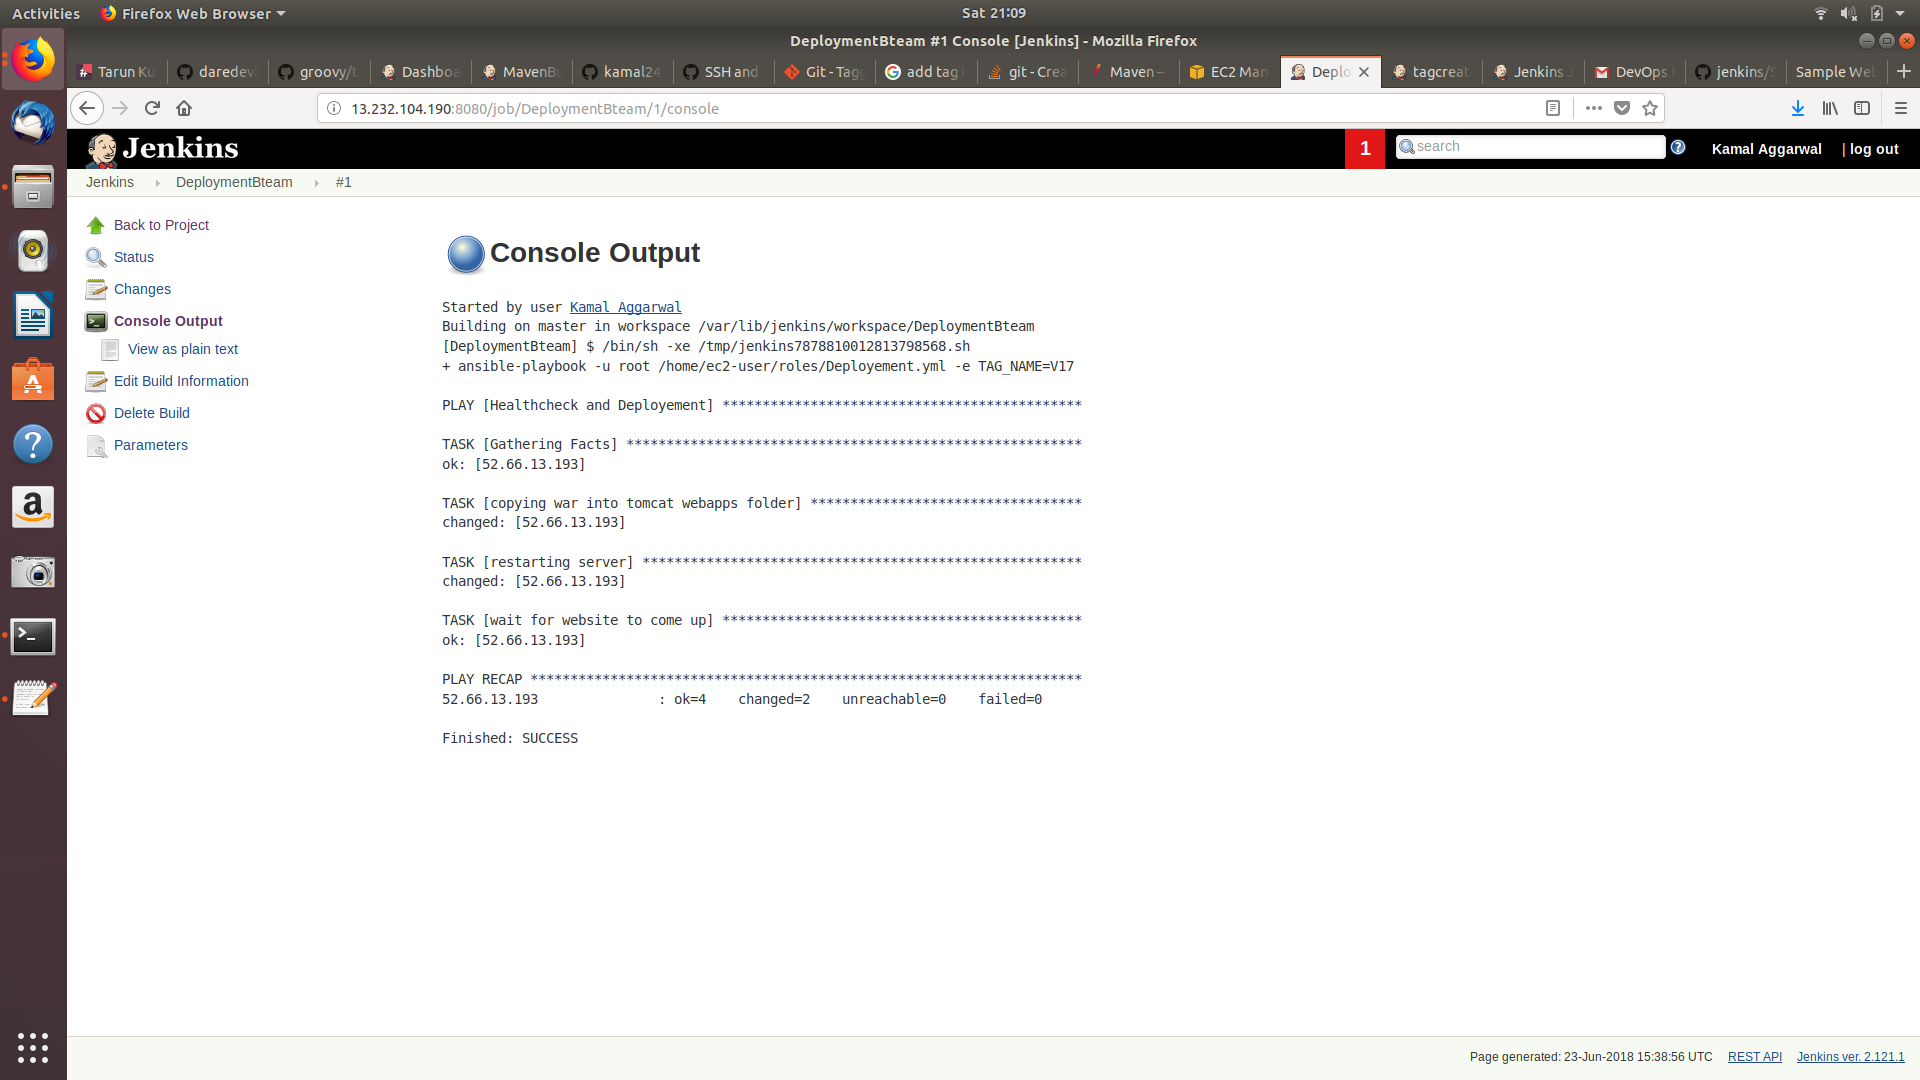 Activities Firefox Web Browser Sat 21:09
DeploymentBteam #1 Console [Jenkins] - Mozilla Firefox
Tarun Ku daredevi groovy/t Dashboa MavenBu kamal24 SSH and Git - Tagg add tag i git - Crea Maven – EC2 Man Deplo tagcreat Jenkins J DevOps jenkins/S Sample We
13.232.104.190:8080/job/DeploymentBteam/1/console
Jenkins 1 search Kamal Aggarwal | log out
Jenkins DeploymentBteam #1
Back to Project
Status
Changes
Console Output
View as plain text
Edit Build Information
Delete Build
Parameters
Console Output
Started by user Kamal Aggarwal
Building on master in workspace /var/lib/jenkins/workspace/DeploymentBteam
[DeploymentBteam] $ /bin/sh -xe /tmp/jenkins7878810012813798568.sh
+ ansible-playbook -u root /home/ec2-user/roles/Deployement.yml -e TAG_NAME=V17
PLAY [Healthcheck and Deployement] *********************************************
TASK [Gathering Facts] *********************************************************
ok: [52.66.13.193]
TASK [copying war into tomcat webapps folder] **********************************
changed: [52.66.13.193]
TASK [restarting server] *******************************************************
changed: [52.66.13.193]
TASK [wait for website to come up] *********************************************
ok: [52.66.13.193]
PLAY RECAP *********************************************************************
52.66.13.193               : ok=4    changed=2    unreachable=0    failed=0
Finished: SUCCESS
Page generated: 23-Jun-2018 15:38:56 UTC REST API Jenkins ver. 2.121.1